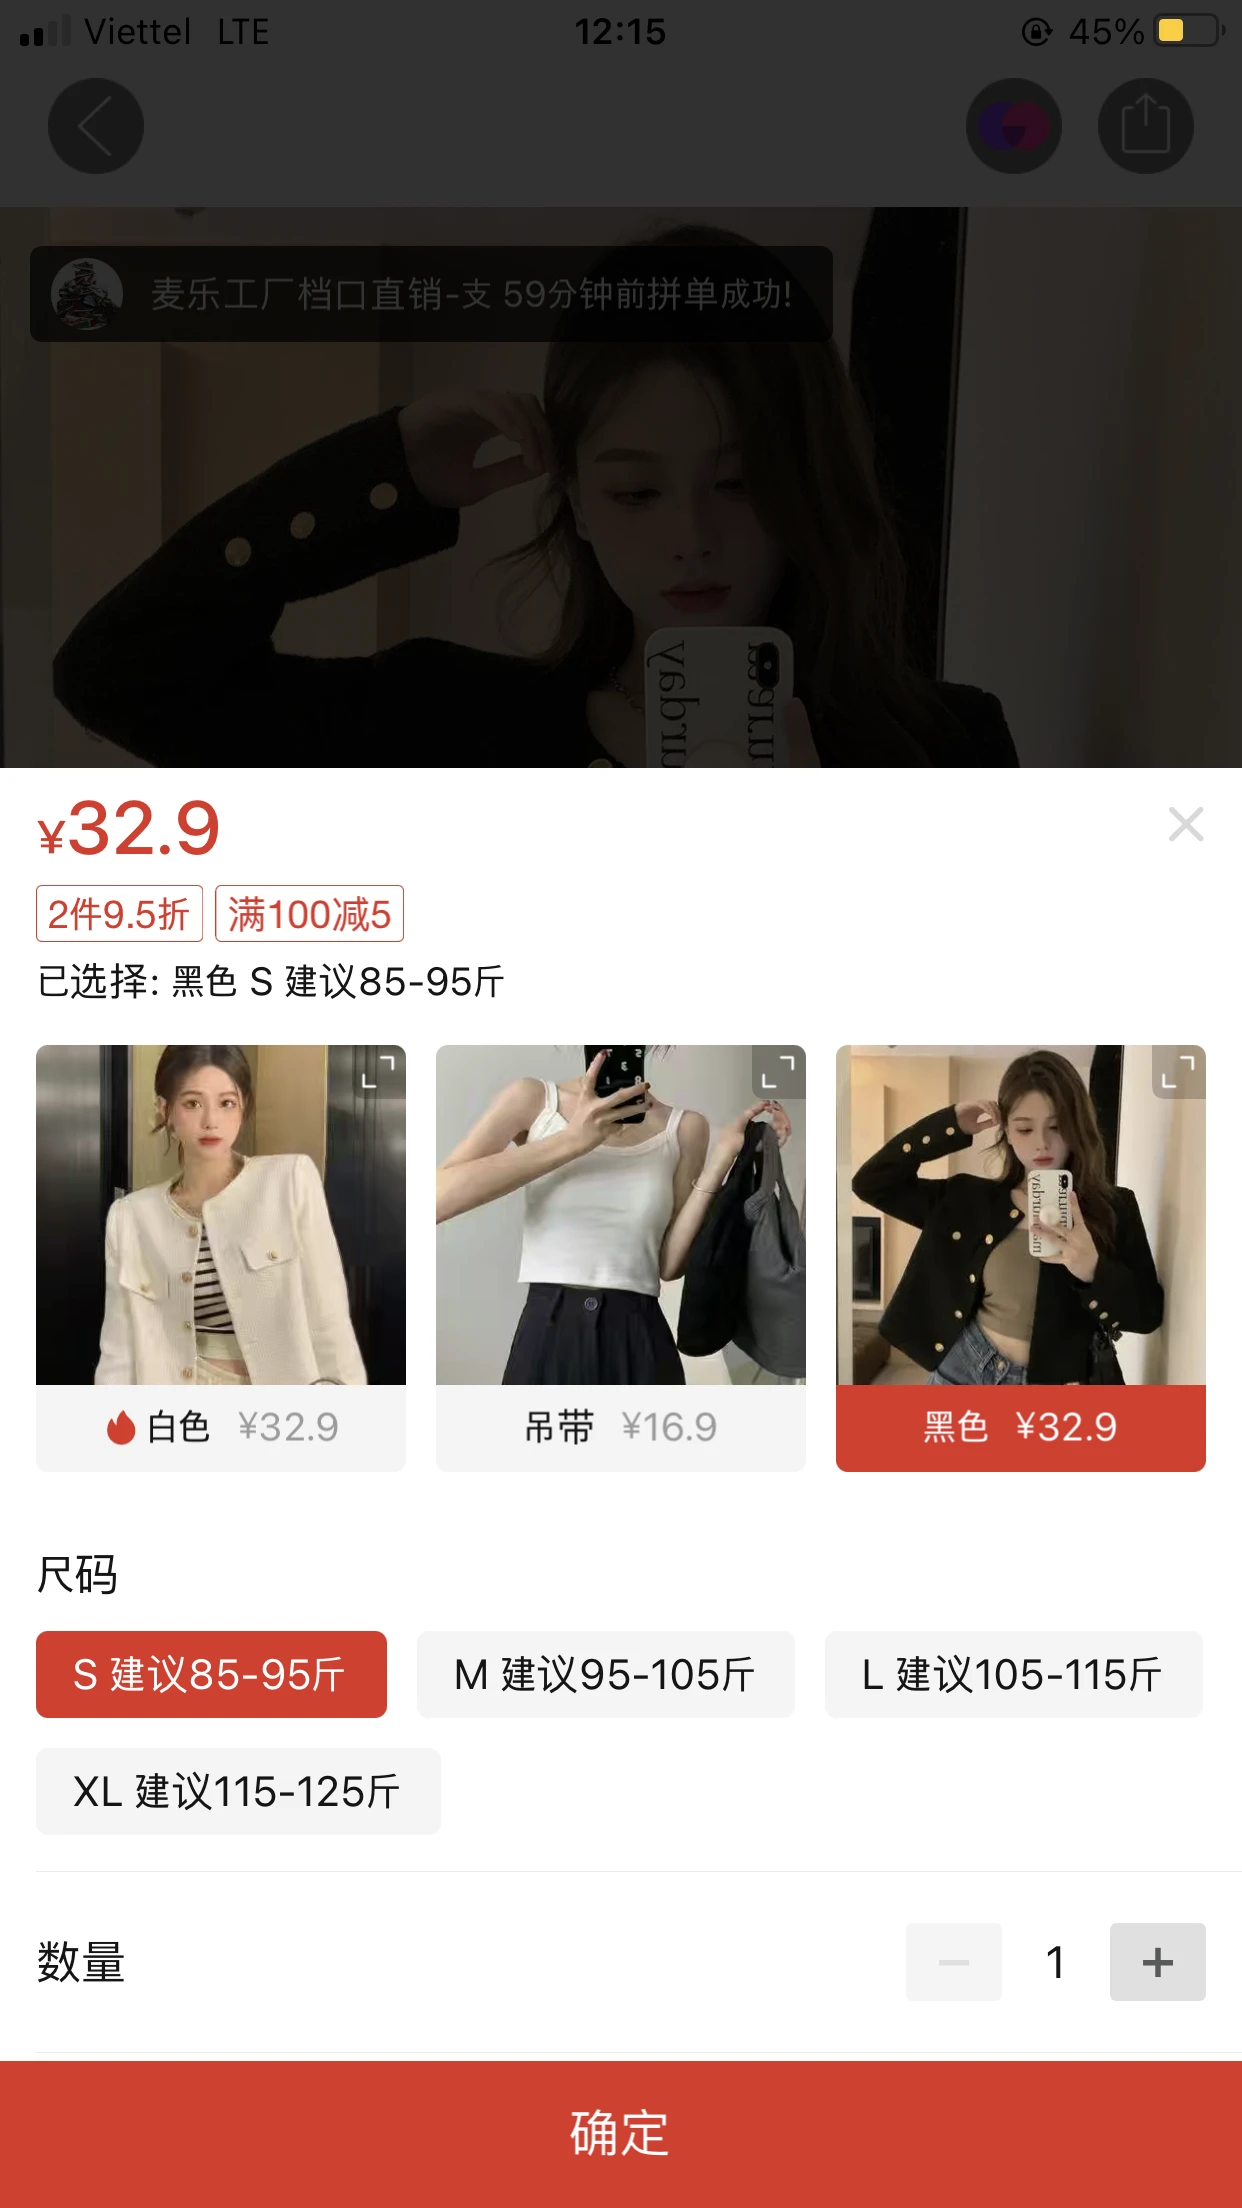 Viettel LTE 12:15 45%
麦乐工厂档口直销-支 59分钟前拼单成功!
¥32.9
2件9.5折 满100减5
已选择: 黑色 S 建议85-95斤
白色 ¥32.9
吊带 ¥16.9
黑色 ¥32.9
尺码
S 建议85-95斤 M 建议95-105斤 L 建议105-115斤
XL 建议115-125斤
数量 1
确定